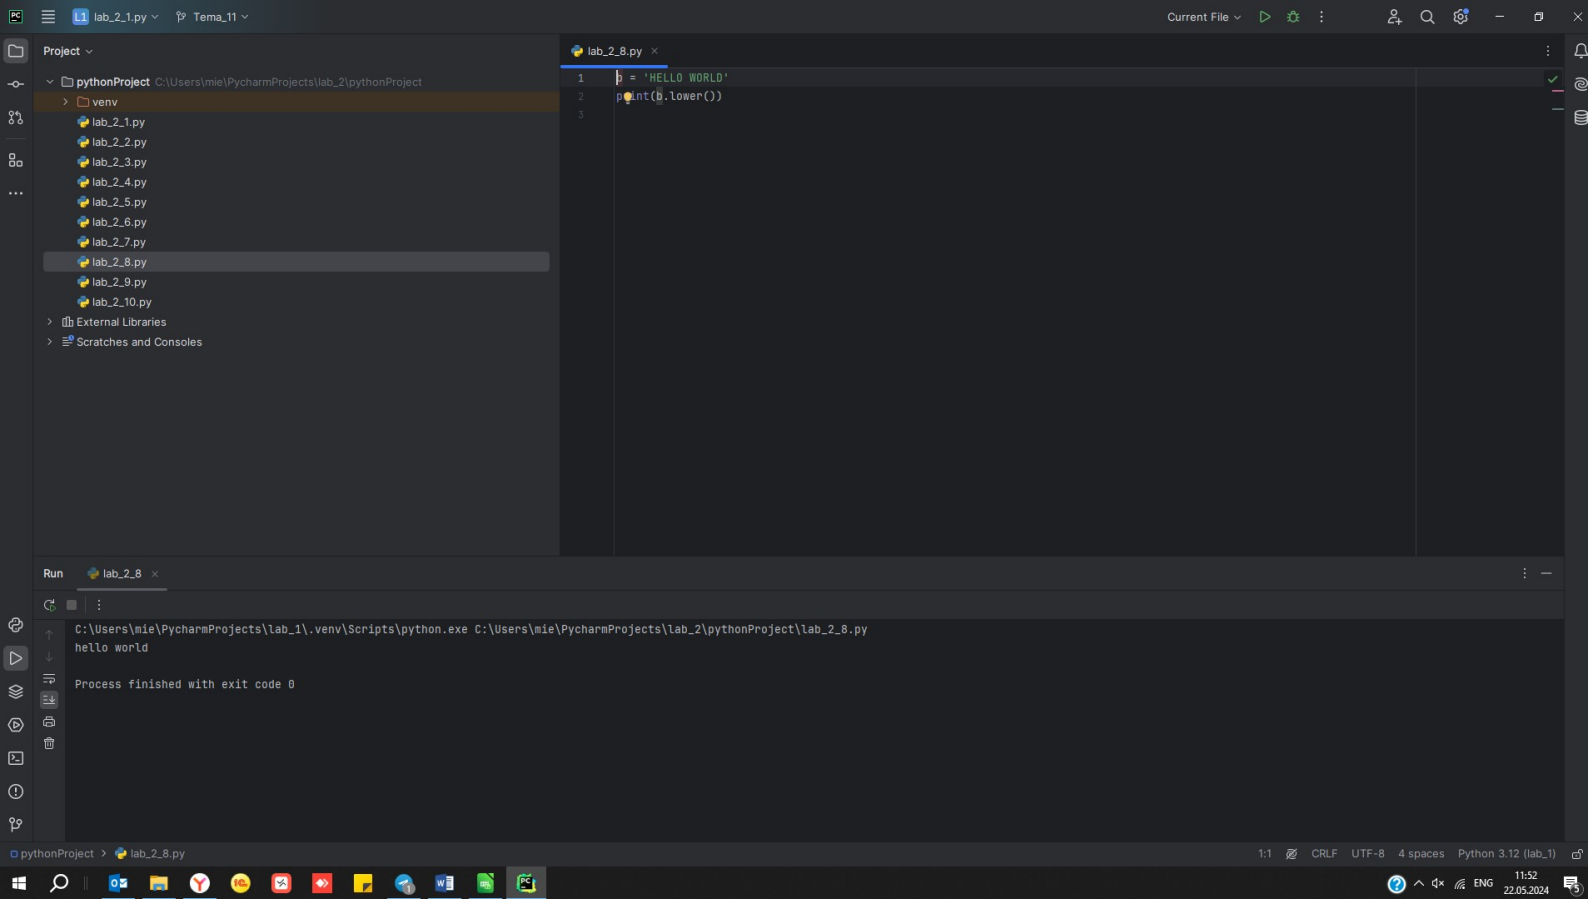 PC L1 lab_2_1.py Tema_11 Current File
Project
pythonProject C:\Users\mie\PycharmProjects\lab_2\pythonProject
venv
lab_2_1.py
lab_2_2.py
lab_2_3.py
lab_2_4.py
lab_2_5.py
lab_2_6.py
lab_2_7.py
lab_2_8.py
lab_2_9.py
lab_2_10.py
External Libraries
Scratches and Consoles
lab_2_8.py
1 b = 'HELLO WORLD'
2 print(b.lower())
3
Run lab_2_8
C:\Users\mie\PycharmProjects\lab_1\.venv\Scripts\python.exe C:\Users\mie\PycharmProjects\lab_2\pythonProject\lab_2_8.py
hello world
Process finished with exit code 0
pythonProject > lab_2_8.py 1:1 CRLF UTF-8 4 spaces Python 3.12 (lab_1)
ENG 11:52
22.05.2024 5